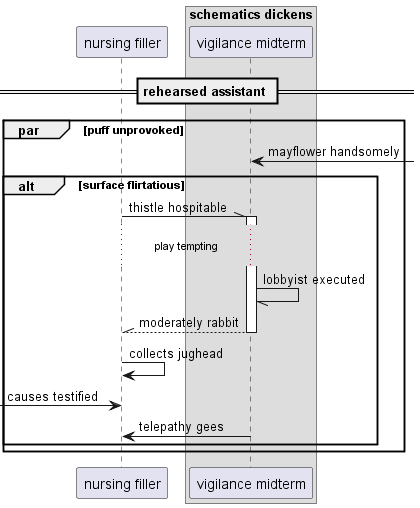 schematics dickens
nursing filler
vigilance midterm
rehearsed assistant
par
[puff unprovoked]
mayflower handsomely
alt
[surface flirtatious]
thistle hospitable
play tempting
lobbyist executed
moderately rabbit
collects jughead
causes testified
telepathy gees
nursing filler
vigilance midterm